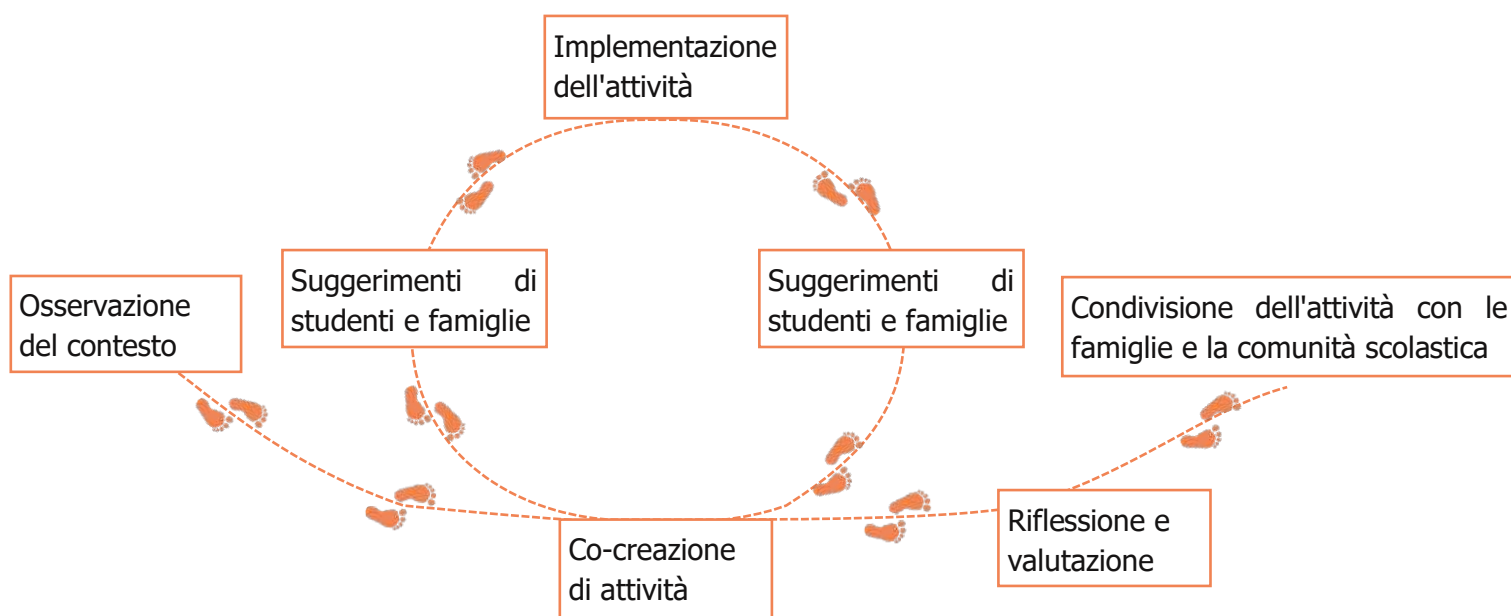 Implementazione
dell'attività
Suggerimenti di
studenti e famiglie
Suggerimenti di
studenti e famiglie
Osservazione
del contesto
Condivisione dell'attività con le
famiglie e la comunità scolastica
Riflessione e
valutazione
Co-creazione
di attività